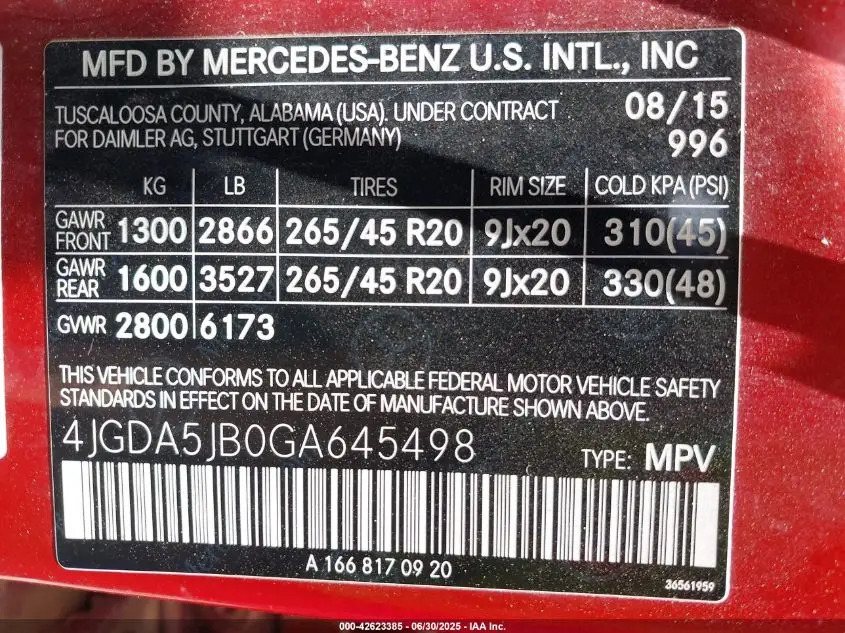 MFD BY MERCEDES-BENZ U.S. INTL., INC
TUSCALOOSA COUNTY, ALABAMA (USA). UNDER CONTRACT
FOR DAIMLER AG, STUTTGART (GERMANY)
08/15
996
KG LB TIRES RIM SIZE COLD KPA (PSI)
GAWR FRONT 1300 2866 265/45 R20 9Jx20 310(45)
GAWR REAR 1600 3527 265/45 R20 9Jx20 330(48)
GVWR 2800 6173
THIS VEHICLE CONFORMS TO ALL APPLICABLE FEDERAL MOTOR VEHICLE SAFETY
STANDARDS IN EFFECT ON THE DATE OF MANUFACTURE SHOWN ABOVE.
4JGDA5JB0GA645498
TYPE: MPV
A 166 817 09 20
36561959
000-42623385 - 06/30/2025 - IAA Inc.